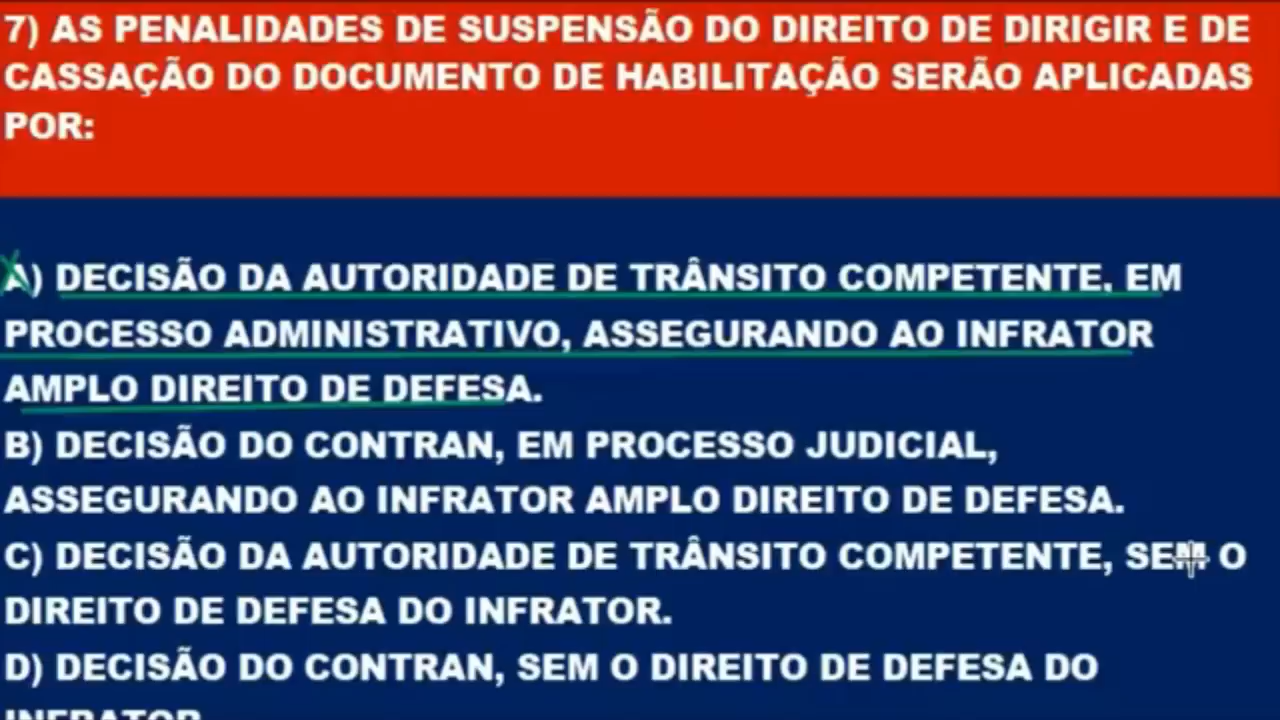 7) AS PENALIDADES DE SUSPENSÃO DO DIREITO DE DIRIGIR E DE
CASSAÇÃO DO DOCUMENTO DE HABILITAÇÃO SERÃO APLICADAS
POR:
A) DECISÃO DA AUTORIDADE DE TRÂNSITO COMPETENTE, EM
PROCESSO ADMINISTRATIVO, ASSEGURANDO AO INFRATOR
AMPLO DIREITO DE DEFESA.
B) DECISÃO DO CONTRAN, EM PROCESSO JUDICIAL,
ASSEGURANDO AO INFRATOR AMPLO DIREITO DE DEFESA.
C) DECISÃO DA AUTORIDADE DE TRÂNSITO COMPETENTE, SEM O
DIREITO DE DEFESA DO INFRATOR.
D) DECISÃO DO CONTRAN, SEM O DIREITO DE DEFESA DO
INFRATOR.